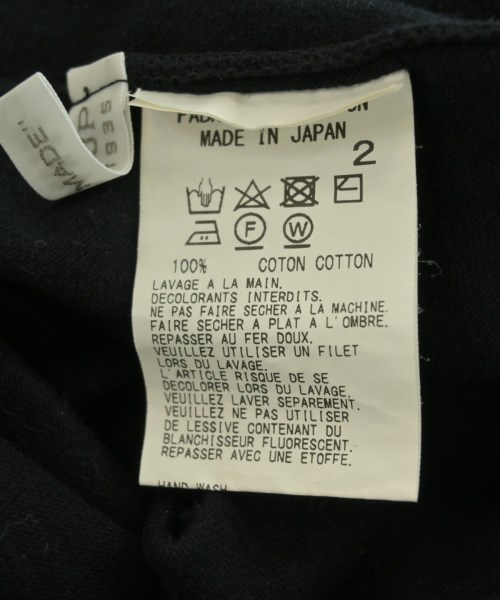 MADE"
1995
MADE IN JAPAN
2
F
W
100% COTON COTTON
LAVAGE A LA MAIN.
DECOLORANTS INTERDITS.
NE PAS FAIRE SECHER A LA MACHINE.
FAIRE SECHER A PLAT A L'OMBRE.
REPASSER AU FER DOUX.
VEUILLEZ UTILISER UN FILET
LORS DU LAVAGE.
L'ARTICLE RISQUE DE SE
DECOLORER LORS DU LAVAGE.
VEUILLEZ LAVER SEPAREMENT.
VEUILLEZ NE PAS UTILISER
DE LESSIVE CONTENANT DU
BLANCHISSEUR FLUORESCENT.
REPASSER AVEC UNE ETOFFE.
HAND WASH